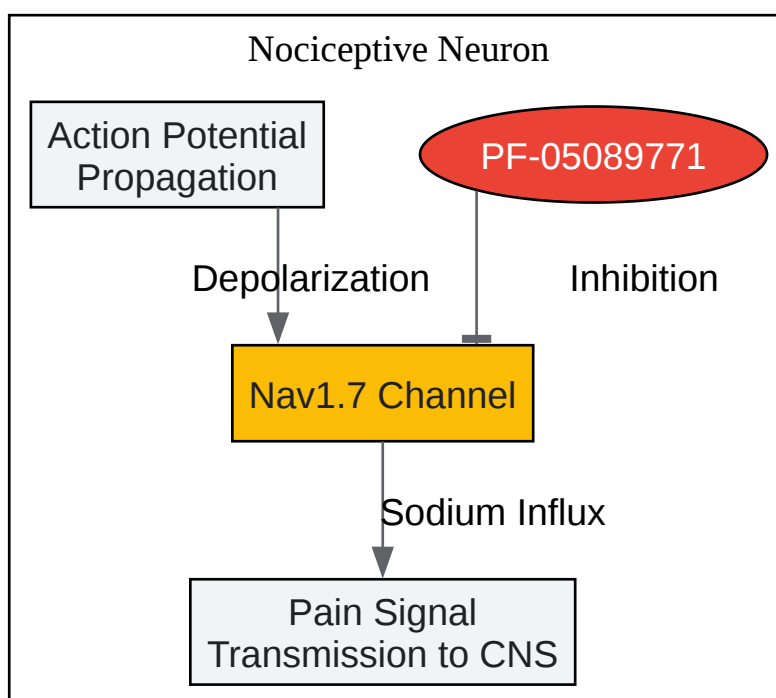 Nociceptive Neuron
Action Potential
Propagation
PF-05089771
Depolarization
Inhibition
Nav1.7 Channel
Sodium Influx
Pain Signal
Transmission to CNS